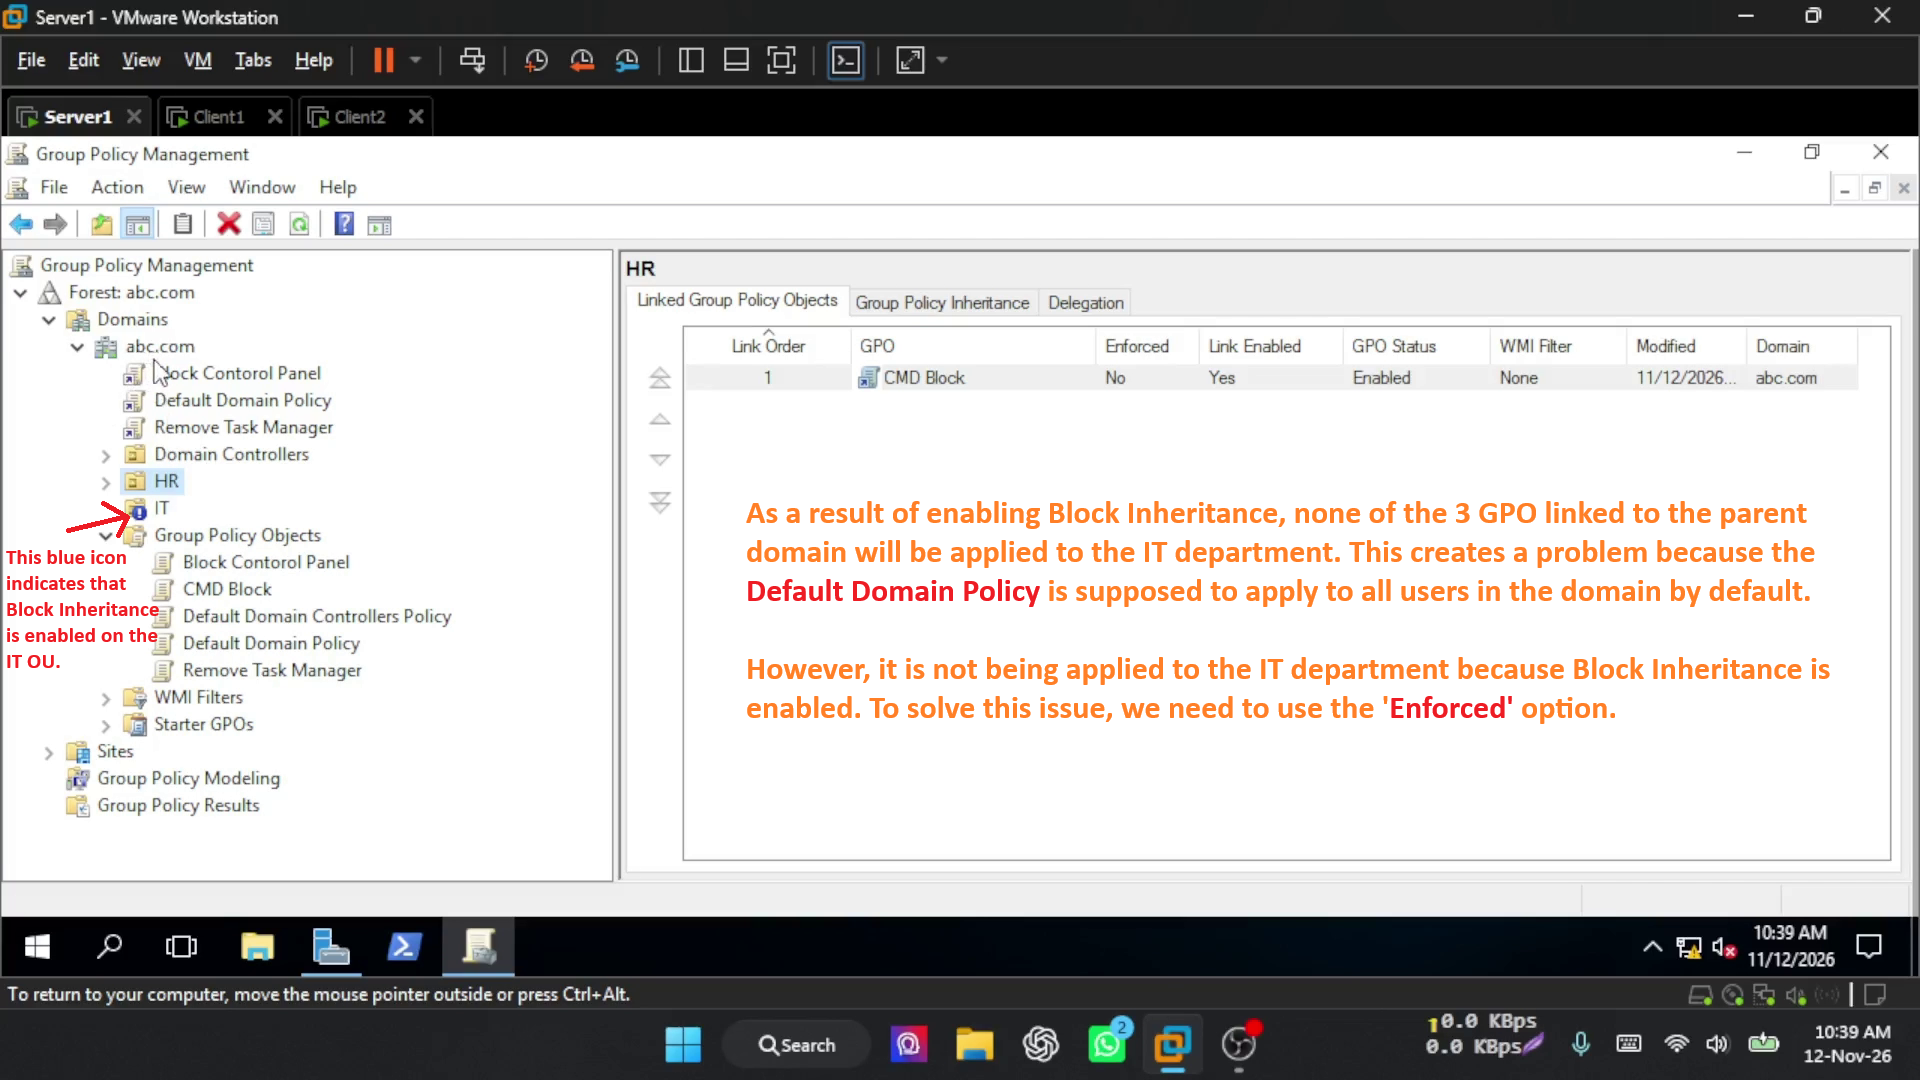 Server1 - VMware Workstation
File Edit View VM Tabs Help
Server1 Client1 Client2
Group Policy Management
File Action View Window Help
Group Policy Management
Forest: abc.com
Domains
abc.com
ock Contorol Panel
Default Domain Policy
Remove Task Manager
Domain Controllers
HR
IT
Group Policy Objects
Block Contorol Panel
CMD Block
Default Domain Controllers Policy
Default Domain Policy
Remove Task Manager
WMI Filters
Starter GPOs
Sites
Group Policy Modeling
Group Policy Results
This blue icon
indicates that
Block Inheritance
is enabled on the
IT OU.
HR
Linked Group Policy Objects Group Policy Inheritance Delegation
Link Order GPO Enforced Link Enabled GPO Status WMI Filter Modified Domain
1 CMD Block No Yes Enabled None 11/12/2026... abc.com
As a result of enabling Block Inheritance, none of the 3 GPO linked to the parent
domain will be applied to the IT department. This creates a problem because the
Default Domain Policy is supposed to apply to all users in the domain by default.
However, it is not being applied to the IT department because Block Inheritance is
enabled. To solve this issue, we need to use the 'Enforced' option.
10:39 AM
11/12/2026
To return to your computer, move the mouse pointer outside or press Ctrl+Alt.
Search
2
0.0 KBps
0.0 KBps
10:39 AM
12-Nov-26